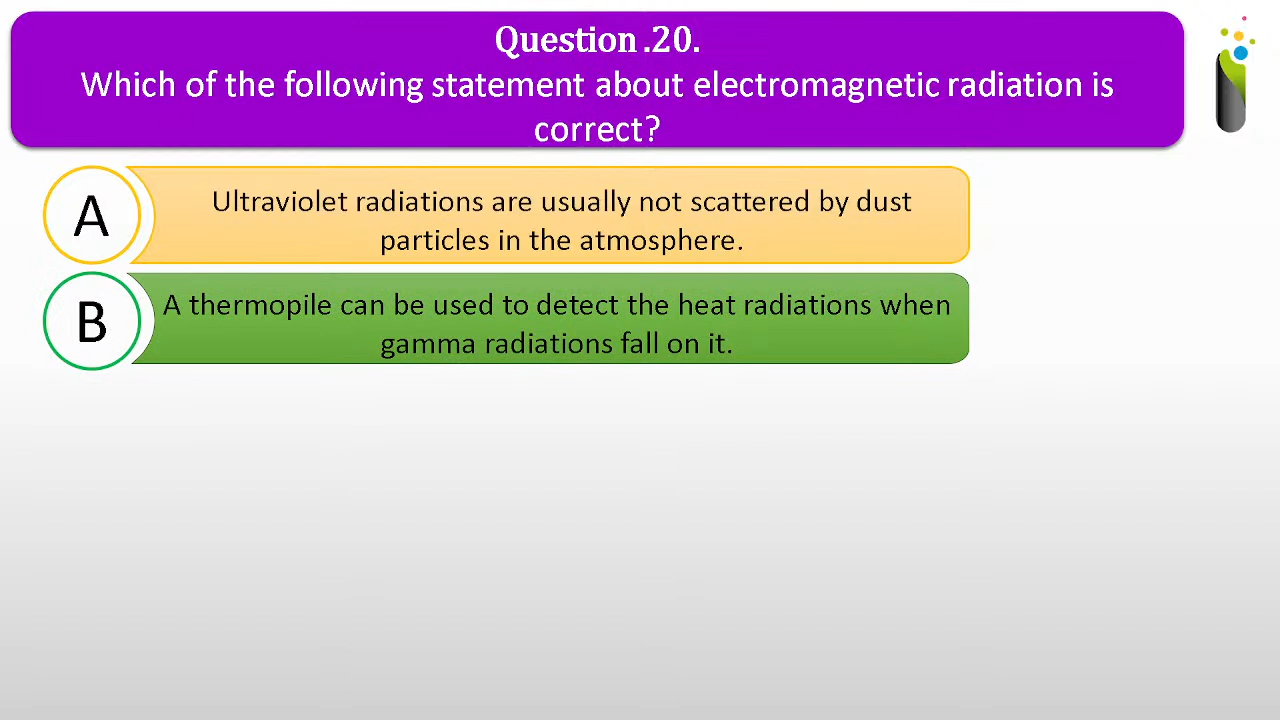 Question .20.
Which of the following statement about electromagnetic radiation is
correct?
A
Ultraviolet radiations are usually not scattered by dust
particles in the atmosphere.
B
A thermopile can be used to detect the heat radiations when
gamma radiations fall on it.